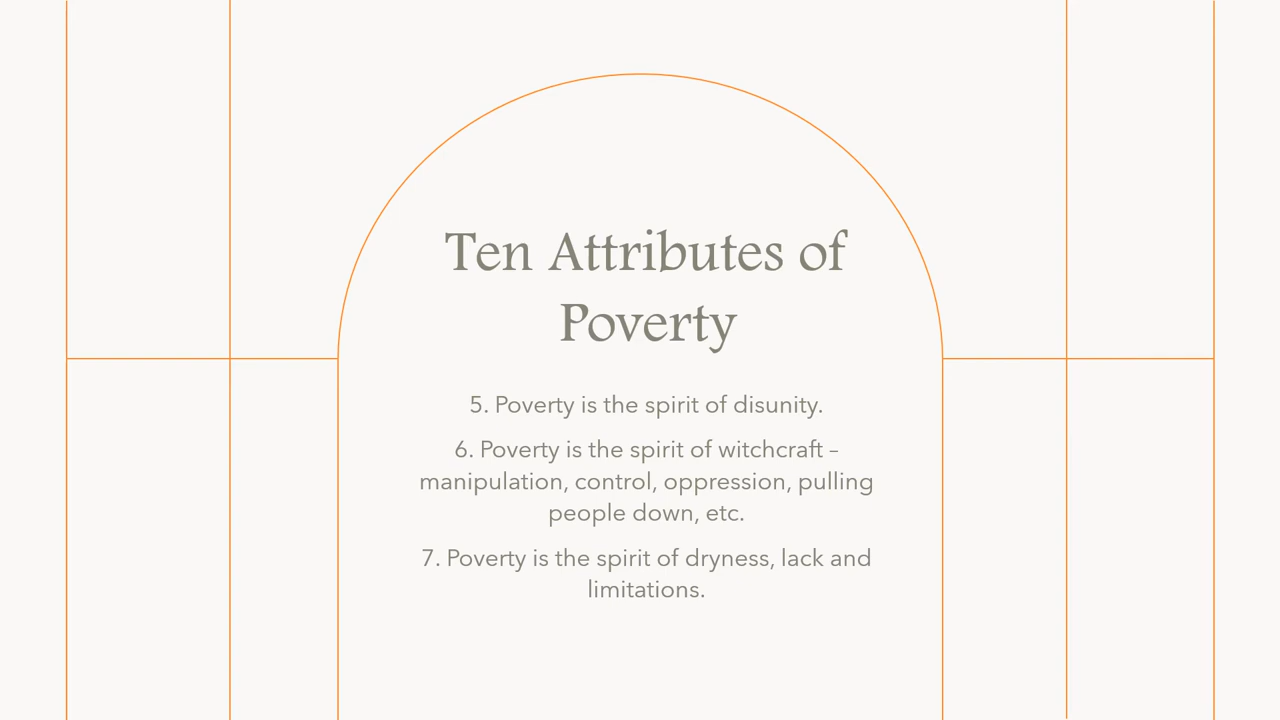 Ten Attributes of
Poverty
5. Poverty is the spirit of disunity.
6. Poverty is the spirit of witchcraft –
manipulation, control, oppression, pulling
people down, etc.
7. Poverty is the spirit of dryness, lack and
limitations.